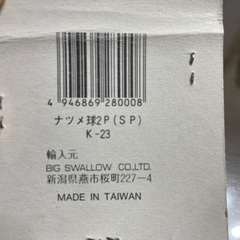 4 946869 280008
ナツメ球2P(SP)
K-23
輸入元
BIG SWALLOW CO.,LTD.
新潟県燕市桜町227-4
MADE IN TAIWAN